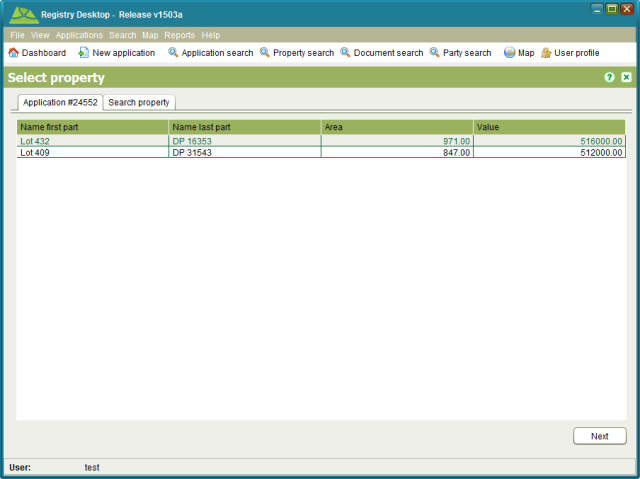 Registry Desktop - Release v1503a
File View Applications Search Map Reports Help
Dashboard New application Application search Property search Document search Party search Map User profile
Select property
Application #24552 Search property
Name first part Name last part Area Value
Lot 432 DP 16353 971.00 516000.00
Lot 409 DP 31543 847.00 512000.00
Next
User: test